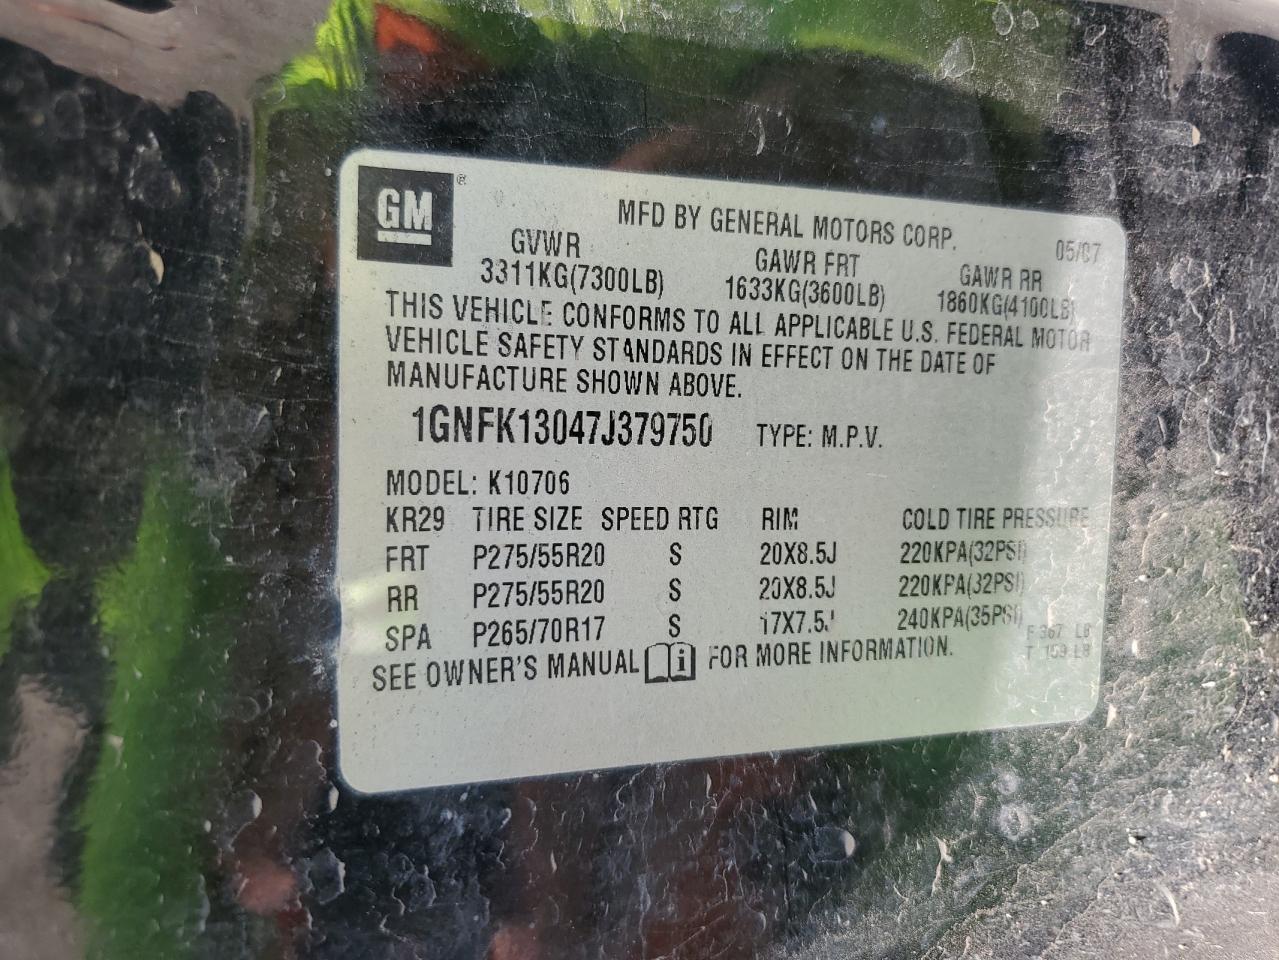 GM ®
MFD BY GENERAL MOTORS CORP.
05/07
GVWR GAWR FRT GAWR RR
3311KG(7300LB) 1633KG(3600LB) 1860KG(4100LB)
THIS VEHICLE CONFORMS TO ALL APPLICABLE U.S. FEDERAL MOTOR
VEHICLE SAFETY STANDARDS IN EFFECT ON THE DATE OF
MANUFACTURE SHOWN ABOVE.
1GNFK13047J379750 TYPE: M.P.V.
MODEL: K10706
KR29 TIRE SIZE SPEED RTG RIM COLD TIRE PRESSURE
FRT P275/55R20 S 20X8.5J 220KPA(32PSI)
RR P275/55R20 S 20X8.5J 220KPA(32PSI)
SPA P265/70R17 S 17X7.5J 240KPA(35PSI)
F 367 LB
T 159 LB
SEE OWNER'S MANUAL i FOR MORE INFORMATION.